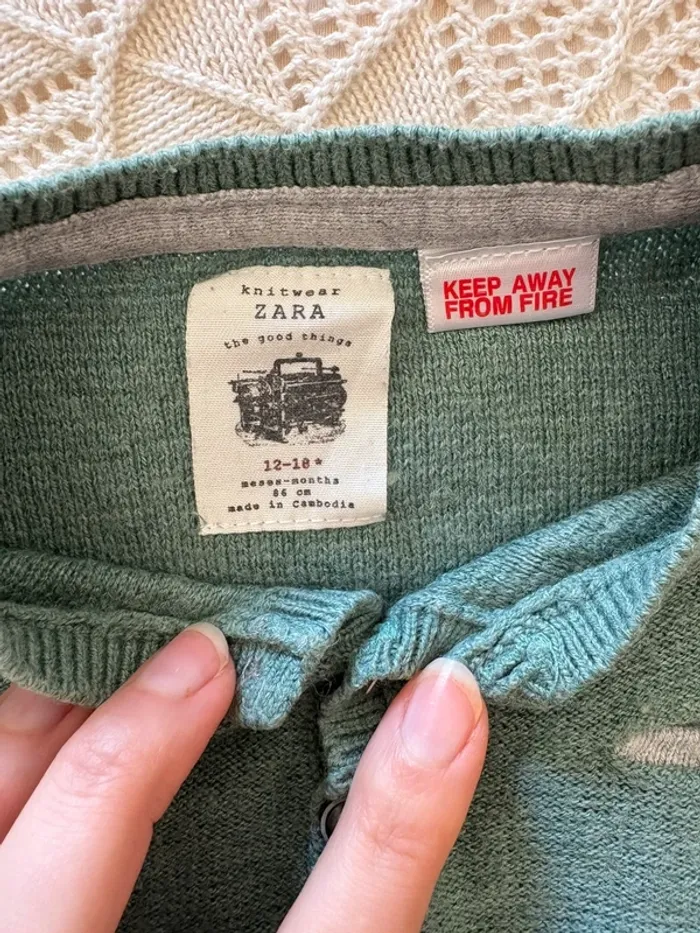 knitwear
ZARA
the good things
12-18*
meses-months
86 cm
made in Cambodia
KEEP AWAY
FROM FIRE